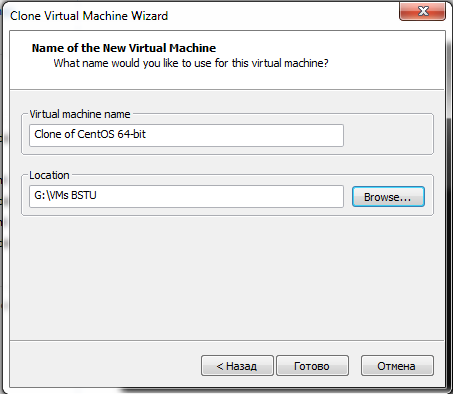 Clone Virtual Machine Wizard
Name of the New Virtual Machine
What name would you like to use for this virtual machine?
Virtual machine name
Clone of CentOS 64-bit
Location
G:\VMs BSTU
Browse...
< Назад
Готово
Отмена